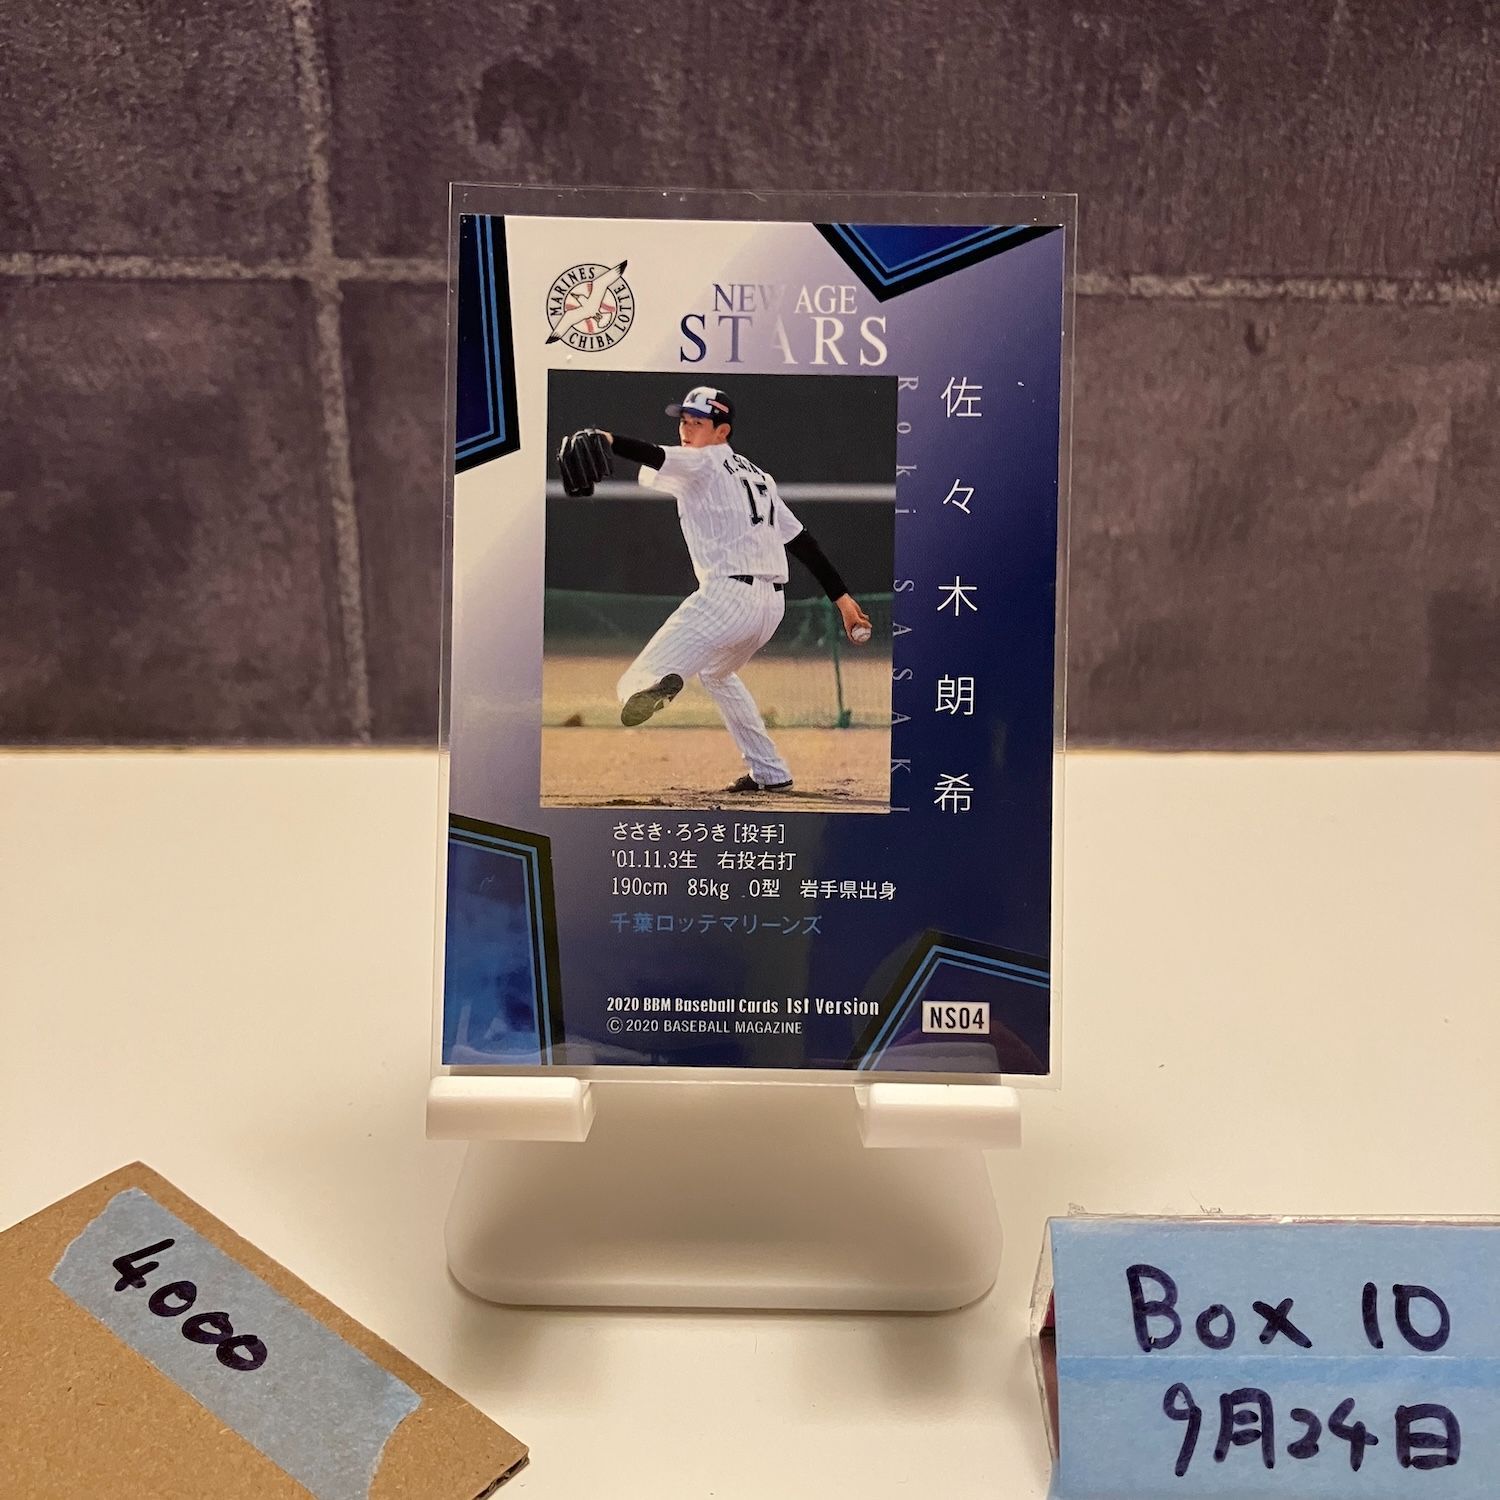 MARINES
CHIBA LOTTE
NEW AGE
STARS
佐々木朗希
Roki SASAKI
17
ささき・ろうき [投手]
'01.11.3生 右投右打
190cm 85kg O型 岩手県出身
千葉ロッテマリーンズ
2020 BBM Baseball Cards 1st Version
© 2020 BASEBALL MAGAZINE
NS04
4000
Box 10
9月24日